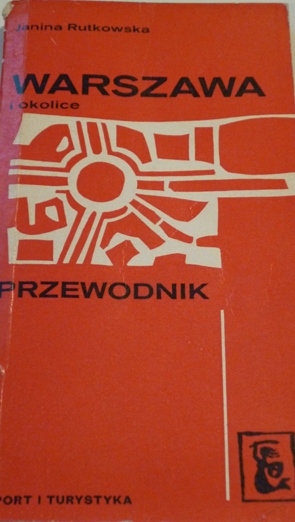 Janina Rutkowska
WARSZAWA
i okolice
PRZEWODNIK
PORT I TURYSTYKA